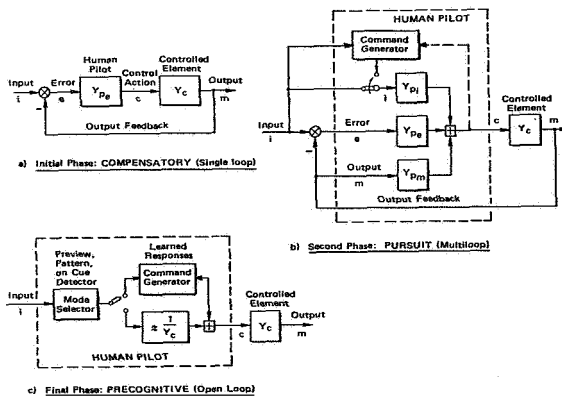 Human
Pilot
Control
Action
Controlled
Element
Input
i
Error
e
Y_pe
c
Y_c
Output
m
−
Output Feedback
a) Initial Phase: COMPENSATORY (Single loop)
HUMAN PILOT
Command
Generator
i
Y_pi
Input
i
Error
e
Y_pe
c
Controlled
Element
Y_c
m
−
Output
m
Y_pm
Output Feedback
b) Second Phase: PURSUIT (Multiloop)
Preview,
Pattern,
on Cue
Detector
Learned
Responses
Input
i
Mode
Selector
Command
Generator
≈ 1/Y_c
c
Controlled
Element
Y_c
Output
m
HUMAN PILOT
c) Final Phase: PRECOGNITIVE (Open Loop)